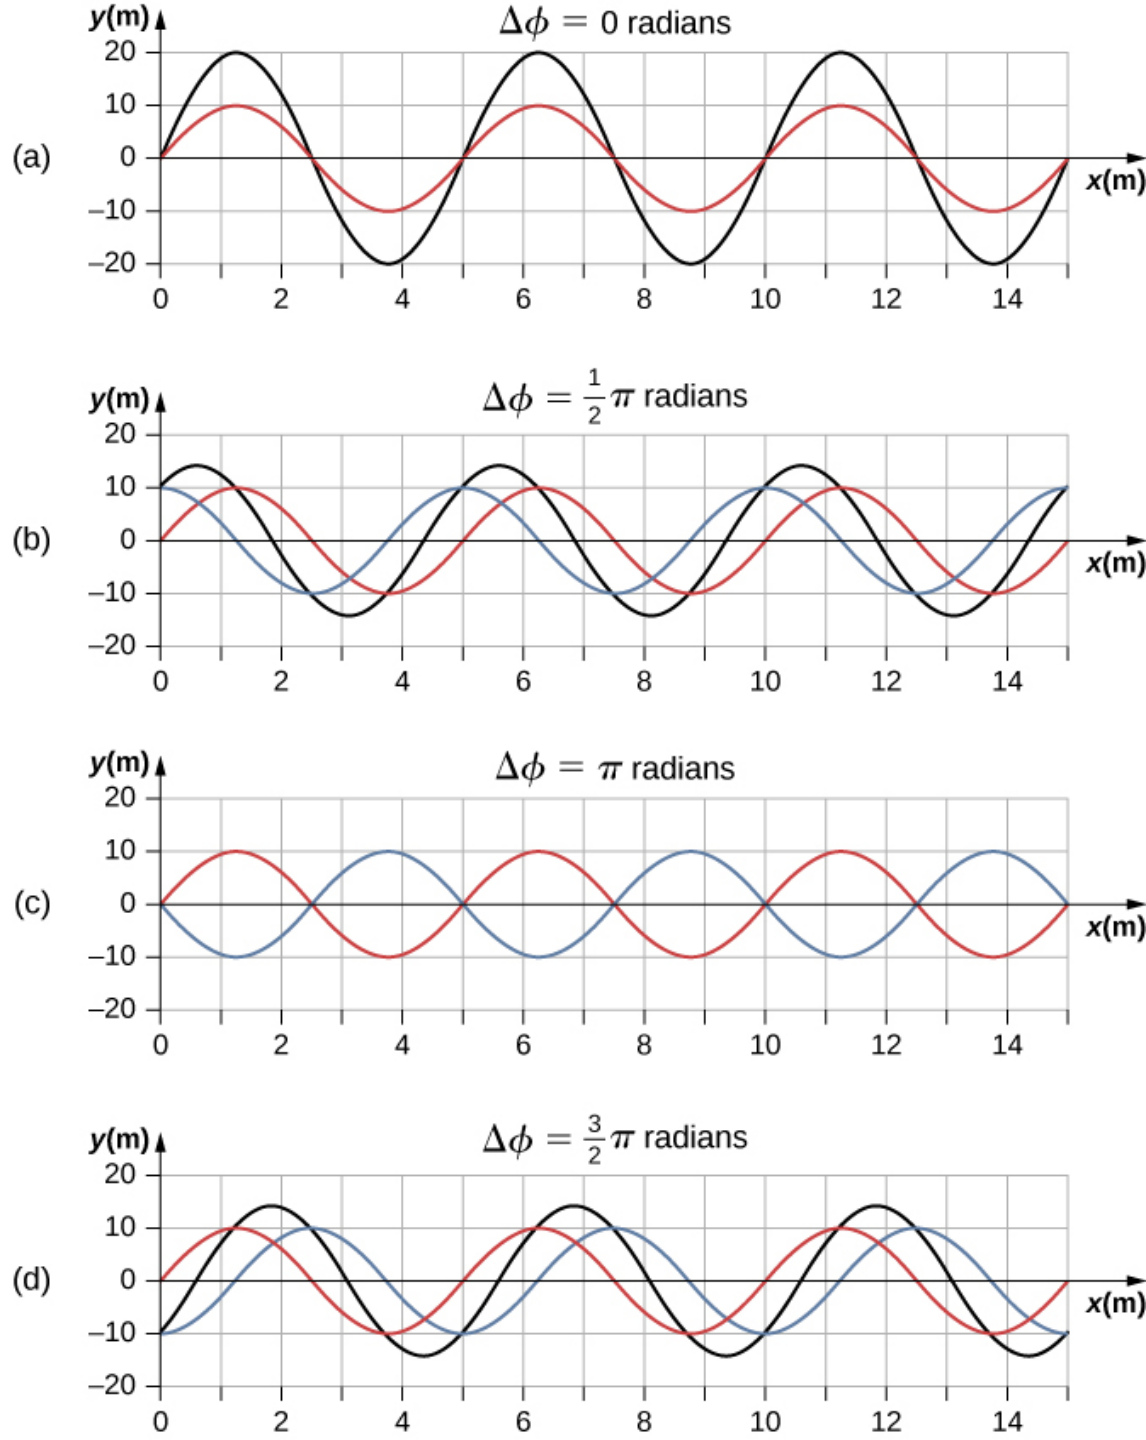 y(m)
Δϕ = 0 radians
20
10
(a)
0
x(m)
–10
–20
0 2 4 6 8 10 12 14
y(m)
Δϕ = 1/2 π radians
20
10
(b)
0
x(m)
–10
–20
0 2 4 6 8 10 12 14
y(m)
Δϕ = π radians
20
10
(c)
0
x(m)
–10
–20
0 2 4 6 8 10 12 14
y(m)
Δϕ = 3/2 π radians
20
10
(d)
0
x(m)
–10
–20
0 2 4 6 8 10 12 14